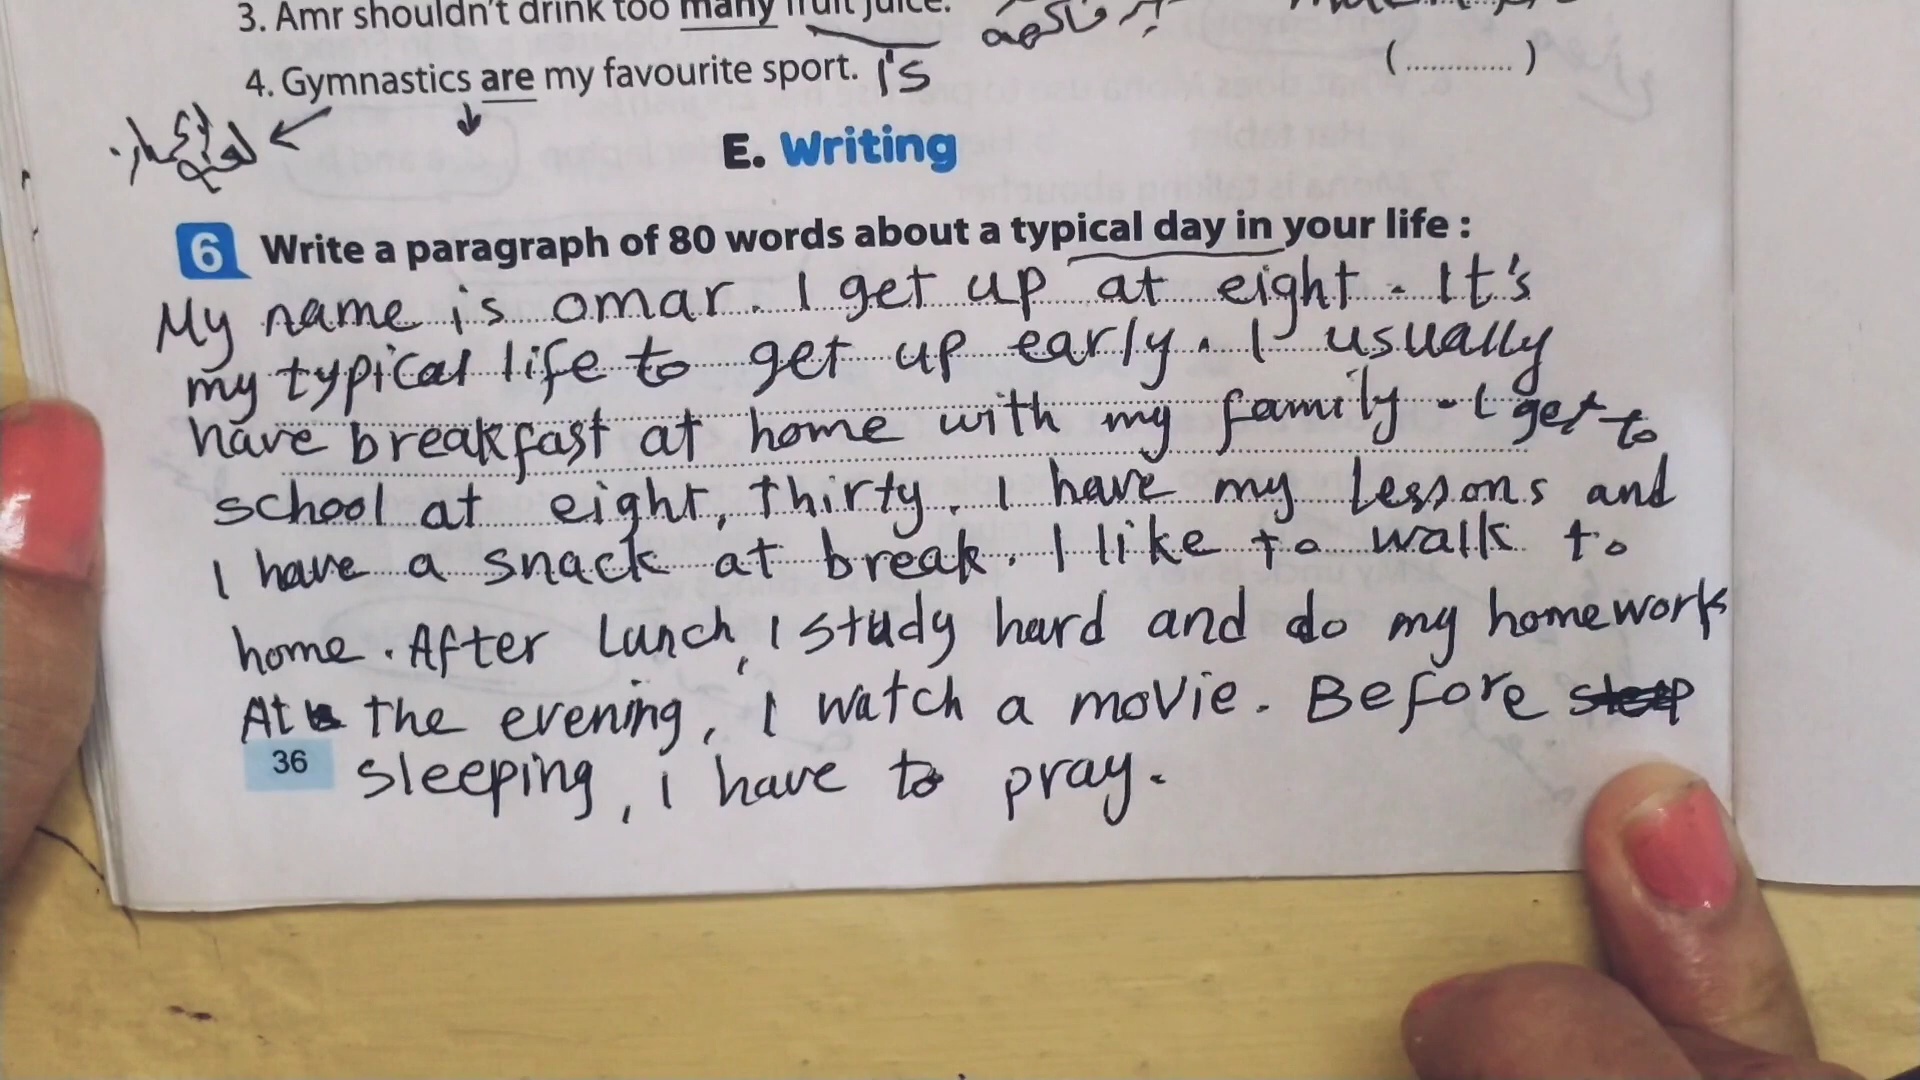 3. Amr shouldn't drink too many fruit juice.
4. Gymnastics are my favourite sport. is
(............)
E. Writing
6 Write a paragraph of 80 words about a typical day in your life :
My name is omar. I get up at eight. It's
my typical life to get up early. I usually
have breakfast at home with my family - I get to
school at eight, thirty. I have my lessons and
I have a snack at break. I like to walk to
home. After lunch, I study hard and do my homework
At the evening, I watch a movie. Before sleep
36 sleeping, I have to pray.